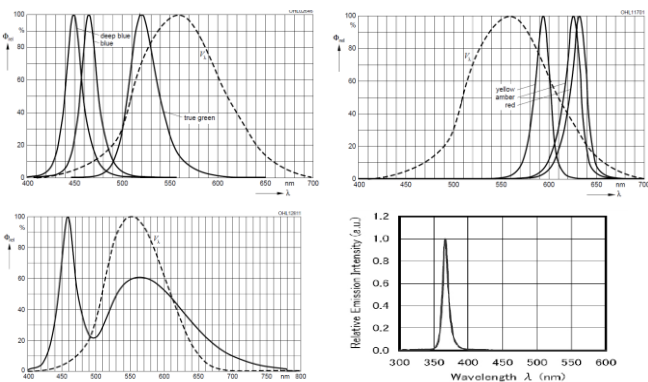 OHL02646
Φrel
100
%
80
60
40
20
0
deep blue
blue
Vλ
true green
400
450
500
550
600
nm
700
λ
OHL11701
Φrel
100
%
80
60
40
20
0
Vλ
yellow
amber
red
400
450
500
550
600
650
nm
700
λ
Φrel
100
%
80
60
40
20
0
Vλ
400
450
500
550
600
650
700
nm
800
λ
Relative Emission Intensity (a.u.)
1.2
1.0
0.8
0.6
0.4
0.2
0.0
300
350
400
450
500
550
600
Wavelength λ (nm)